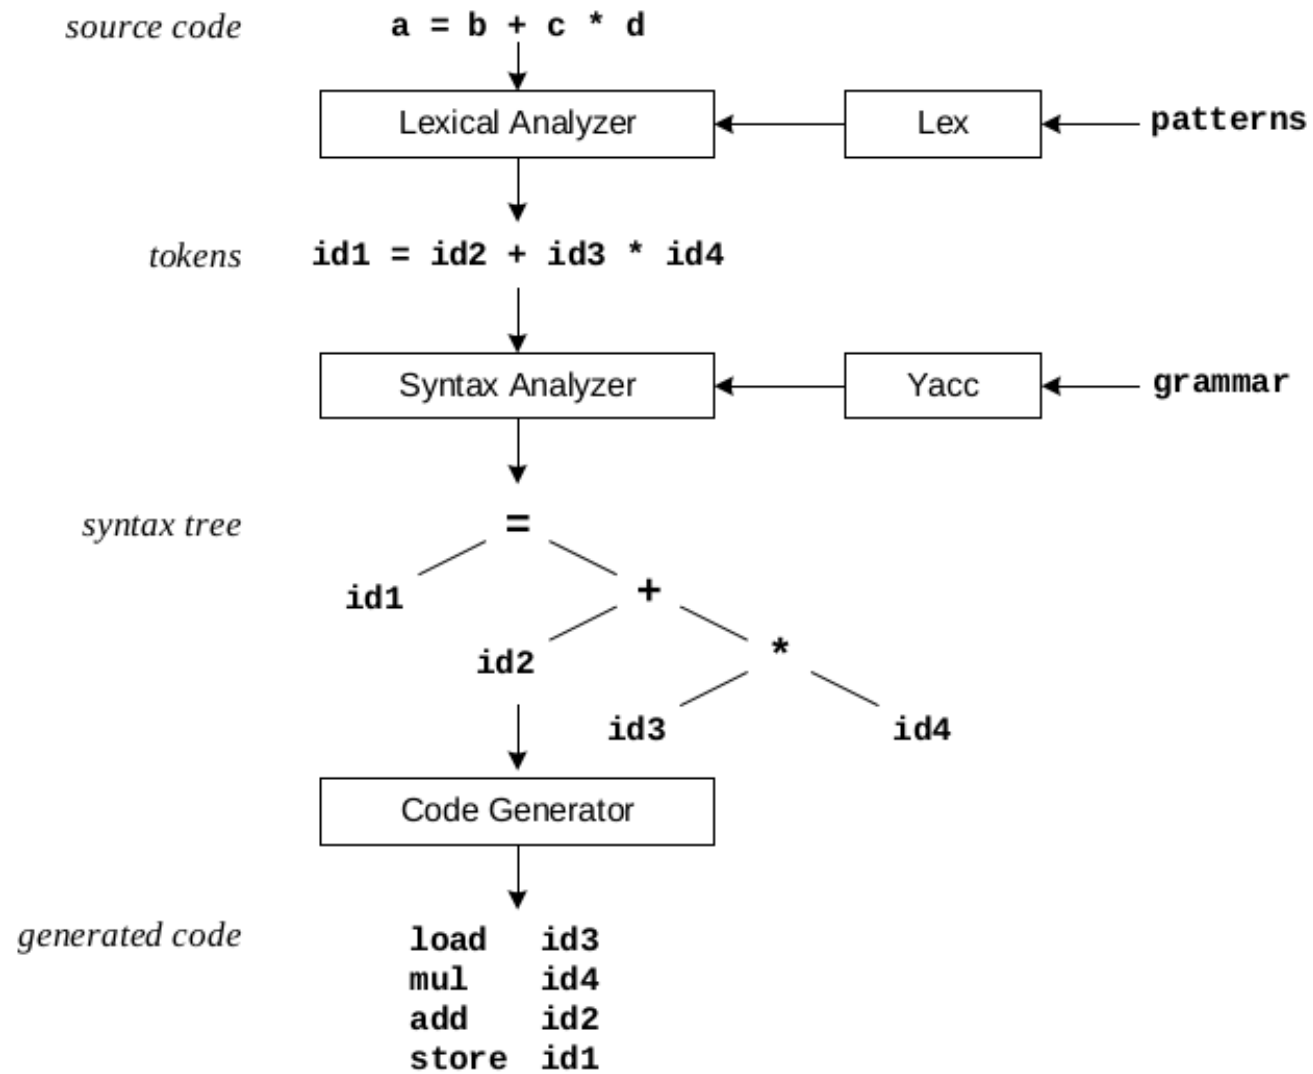 source code a = b + c * d
Lexical Analyzer Lex patterns
tokens id1 = id2 + id3 * id4
Syntax Analyzer Yacc grammar
syntax tree =
id1 +
id2 *
id3 id4
Code Generator
generated code load id3
mul id4
add id2
store id1